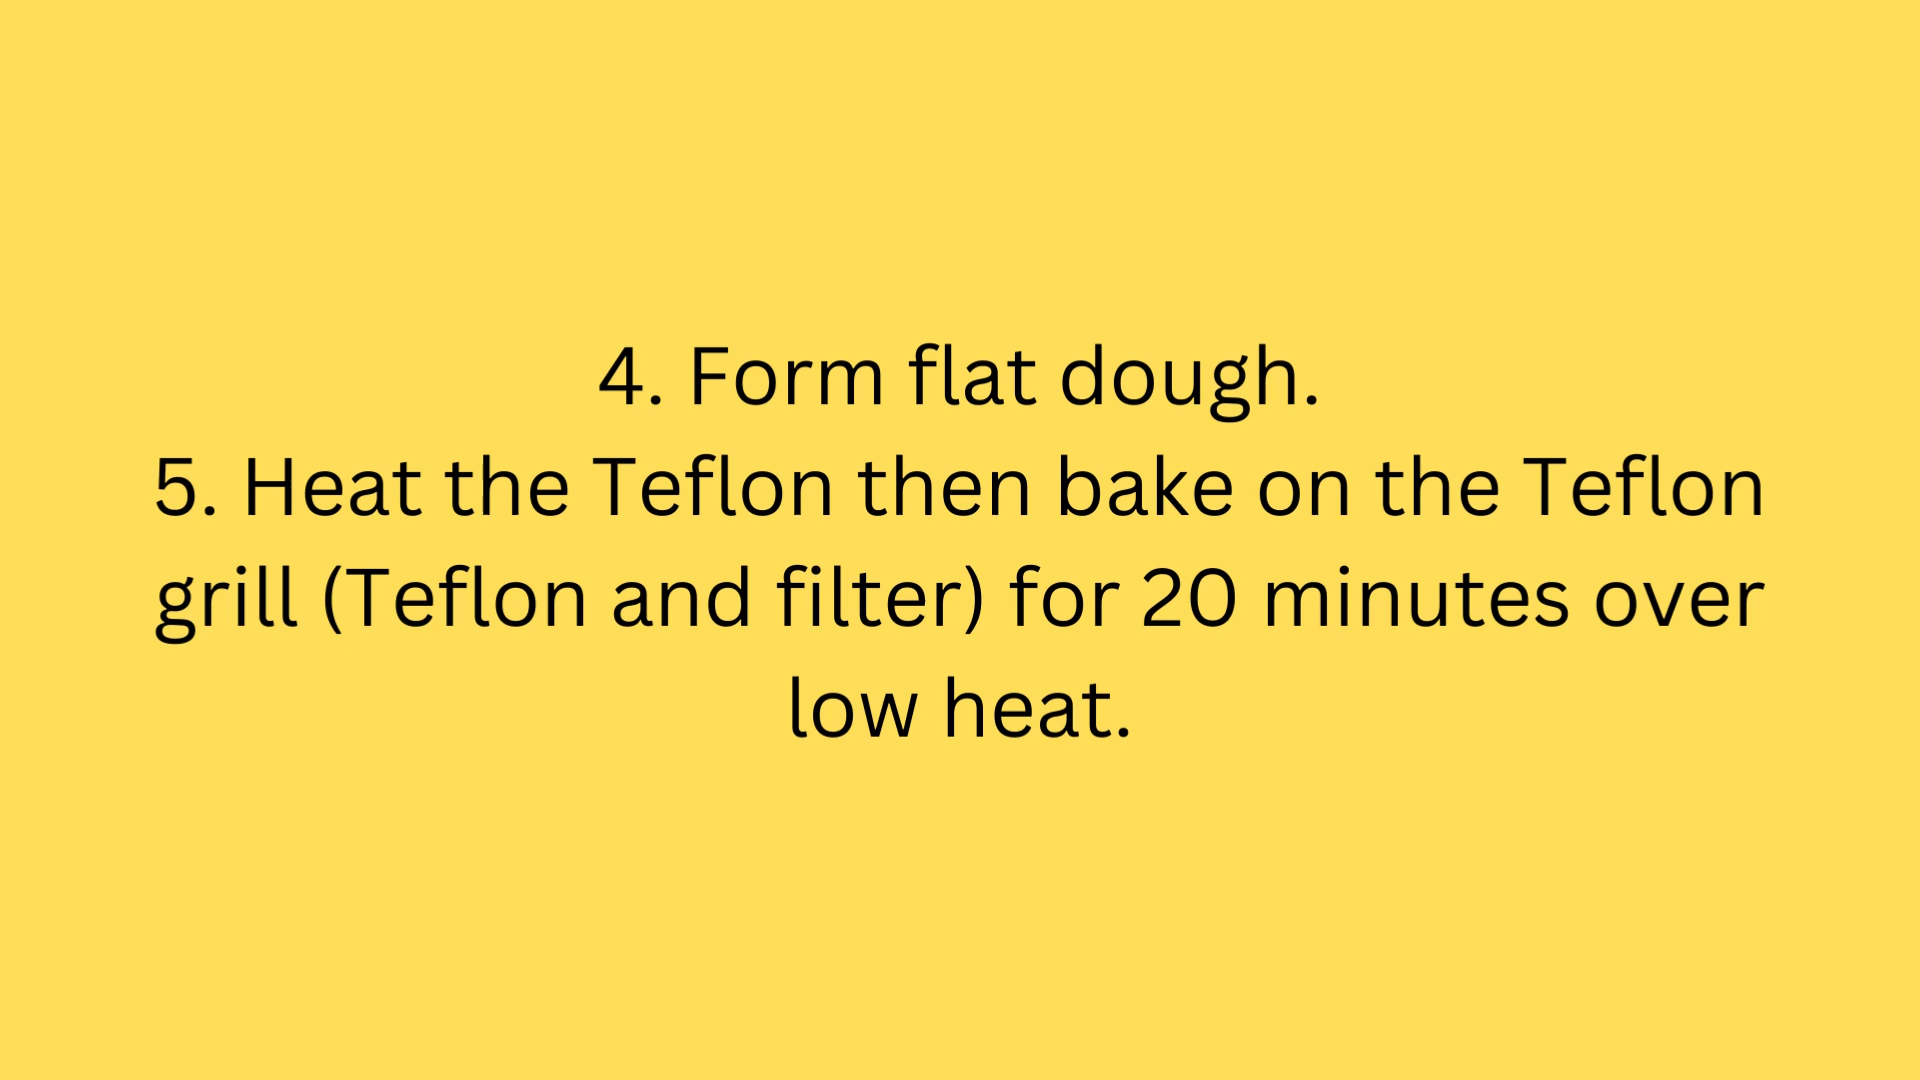 4. Form flat dough.
5. Heat the Teflon then bake on the Teflon
grill (Teflon and filter) for 20 minutes over
low heat.